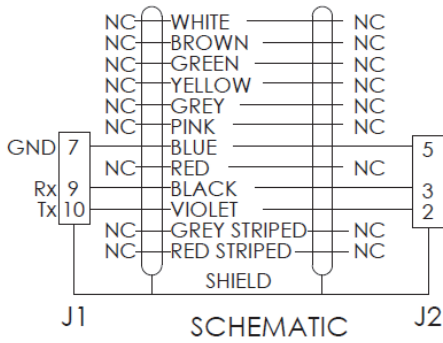 NC WHITE NC
NC BROWN NC
NC GREEN NC
NC YELLOW NC
NC GREY NC
NC PINK NC
GND 7 BLUE 5
NC RED NC
Rx 9 BLACK 3
Tx 10 VIOLET 2
NC GREY STRIPED NC
NC RED STRIPED NC
SHIELD
J1 SCHEMATIC J2